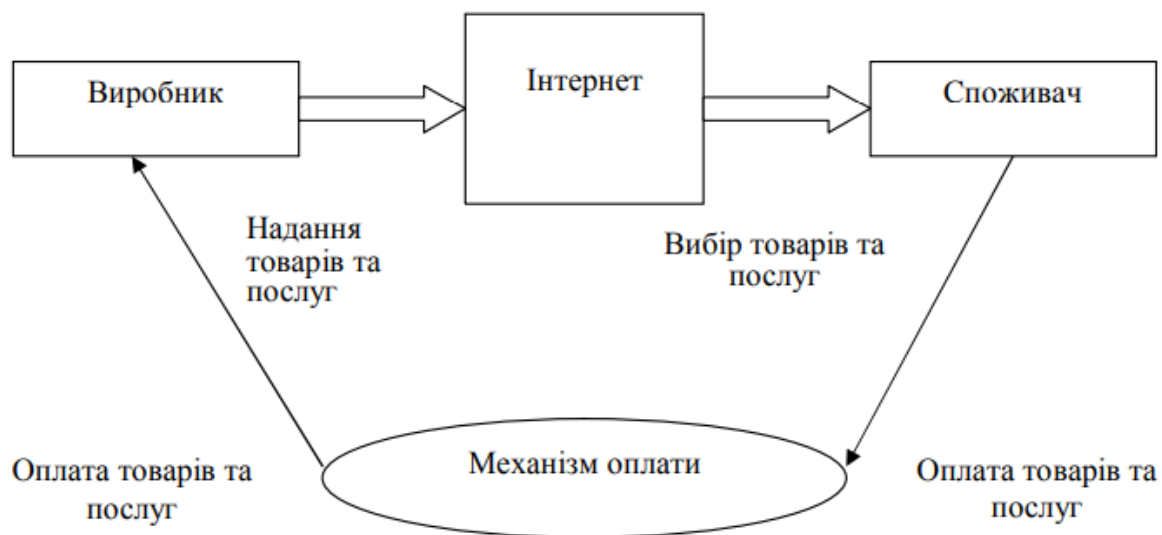 Виробник
Інтернет
Споживач
Надання
товарів та
послуг
Вибір товарів та
послуг
Оплата товарів та
послуг
Механізм оплати
Оплата товарів та
послуг